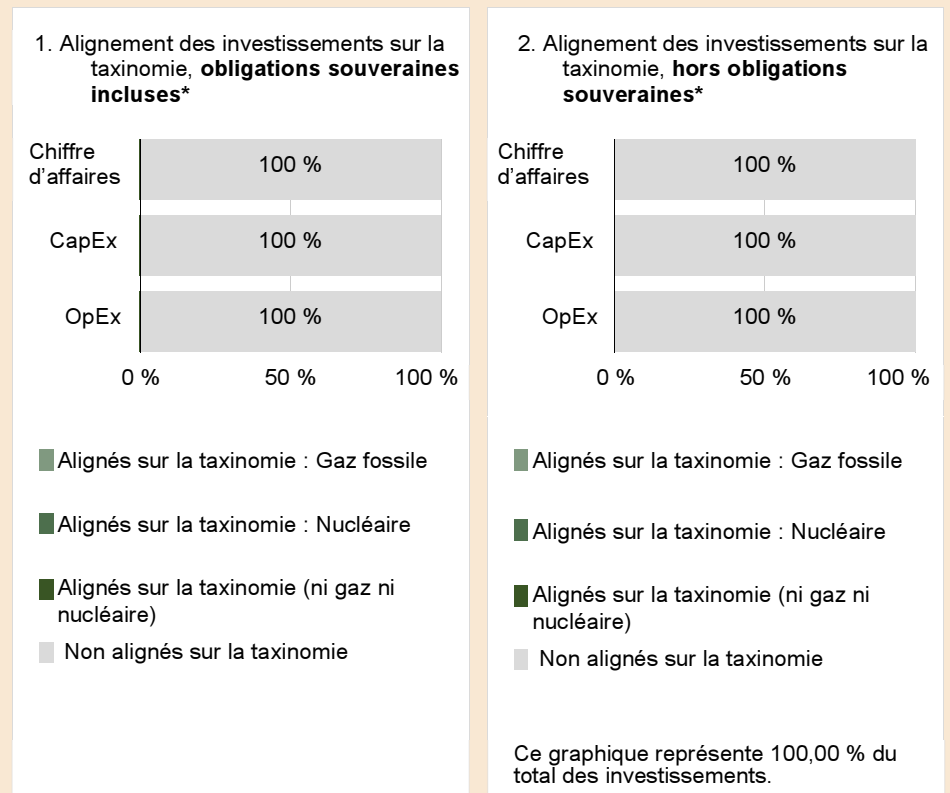 1. Alignement des investissements sur la
taxinomie, obligations souveraines
incluses*
Chiffre
d'affaires
100 %
CapEx
100 %
OpEx
100 %
0 %
50 %
100 %
Alignés sur la taxinomie : Gaz fossile
Alignés sur la taxinomie : Nucléaire
Alignés sur la taxinomie (ni gaz ni
nucléaire)
Non alignés sur la taxinomie
2. Alignement des investissements sur la
taxinomie, hors obligations
souveraines*
Chiffre
d'affaires
100 %
CapEx
100 %
OpEx
100 %
0 %
50 %
100 %
Alignés sur la taxinomie : Gaz fossile
Alignés sur la taxinomie : Nucléaire
Alignés sur la taxinomie (ni gaz ni
nucléaire)
Non alignés sur la taxinomie
Ce graphique représente 100,00 % du
total des investissements.